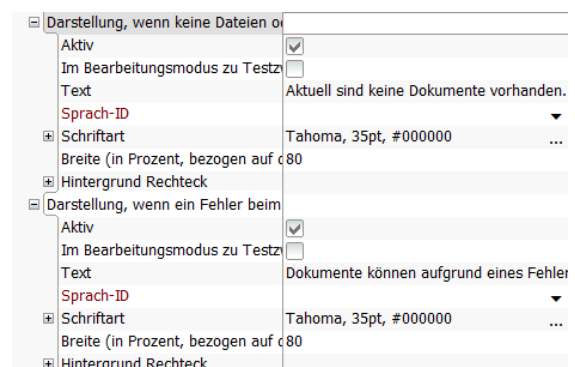 Darstellung, wenn keine Dateien o
Aktiv
Im Bearbeitungsmodus zu Testz
Text Aktuell sind keine Dokumente vorhanden.
Sprach-ID
Schriftart Tahoma, 35pt, #000000 ...
Breite (in Prozent, bezogen auf 80
Hintergrund Rechteck
Darstellung, wenn ein Fehler beim
Aktiv
Im Bearbeitungsmodus zu Testz
Text Dokumente können aufgrund eines Fehler
Sprach-ID
Schriftart Tahoma, 35pt, #000000 ...
Breite (in Prozent, bezogen auf 80
Hintergrund Rechteck